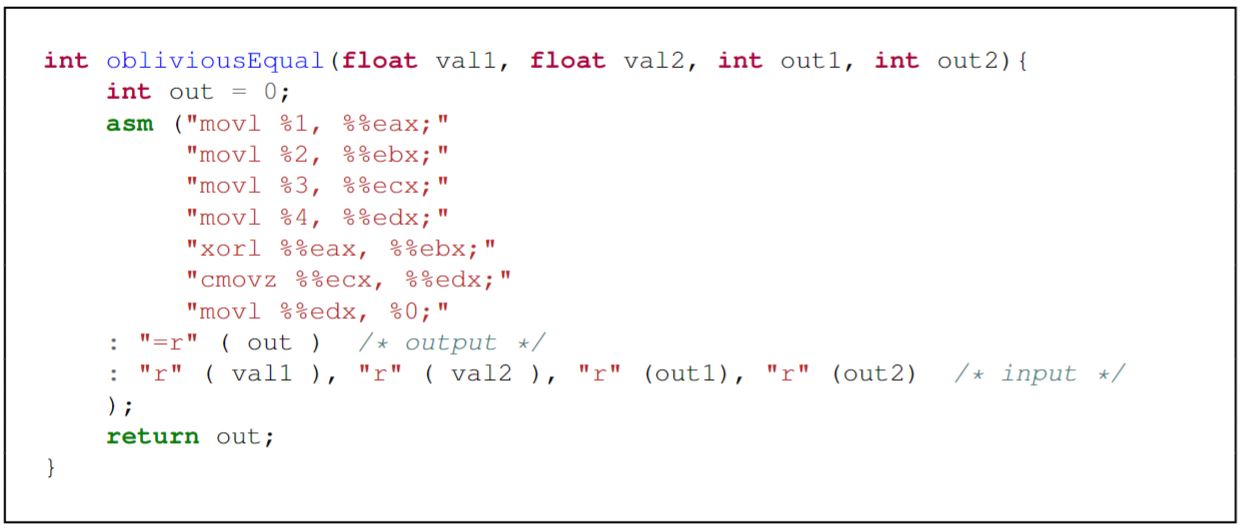 int obliviousEqual(float val1, float val2, int out1, int out2){
    int out = 0;
    asm ("movl %1, %%eax;"
         "movl %2, %%ebx;"
         "movl %3, %%ecx;"
         "movl %4, %%edx;"
         "xorl %%eax, %%ebx;"
         "cmovz %%ecx, %%edx;"
         "movl %%edx, %0;"
    : "=r" ( out )  /* output */
    : "r" ( val1 ), "r" ( val2 ), "r" (out1), "r" (out2)  /* input */
    );
    return out;
}